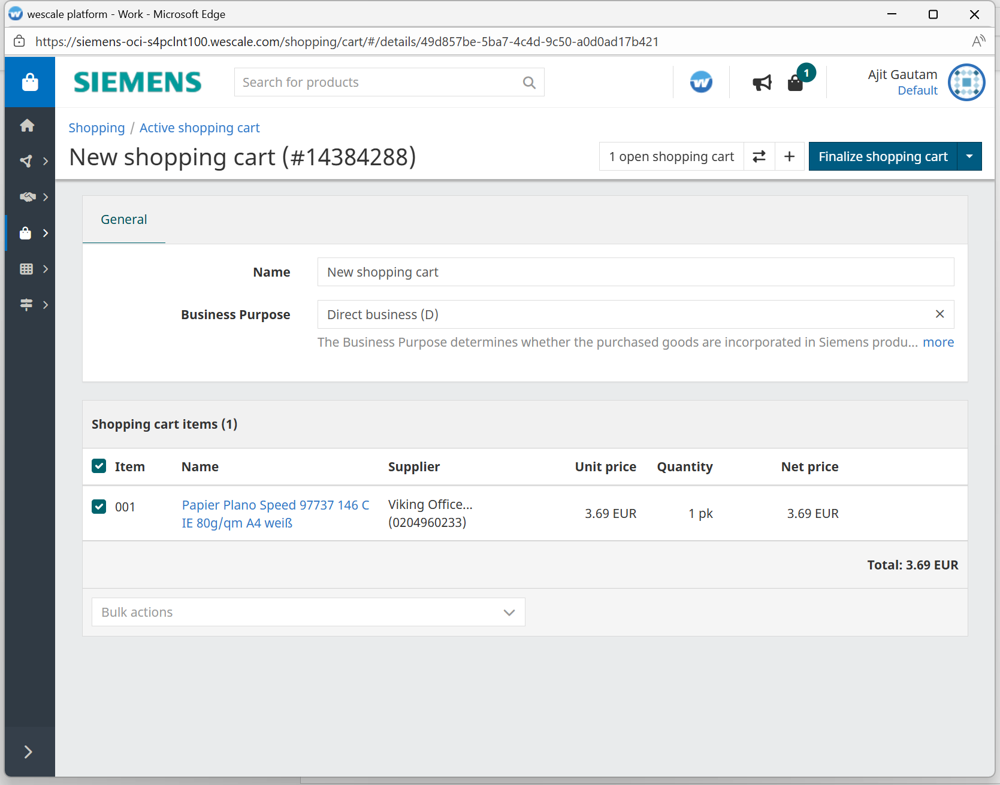 wescale platform - Work - Microsoft Edge
https://siemens-oci-s4pclnt100.wescale.com/shopping/cart/#/details/49d857be-5ba7-4c4d-9c50-a0d0ad17b421
SIEMENS
Search for products
1
Ajit Gautam
Default
Shopping / Active shopping cart
New shopping cart (#14384288)
1 open shopping cart
Finalize shopping cart
General
Name
New shopping cart
Business Purpose
Direct business (D)
The Business Purpose determines whether the purchased goods are incorporated in Siemens produ... more
Shopping cart items (1)
Item Name Supplier Unit price Quantity Net price
001 Papier Plano Speed 97737 146 C Viking Office... 3.69 EUR 1 pk 3.69 EUR
IE 80g/qm A4 weiß (0204960233)
Total: 3.69 EUR
Bulk actions